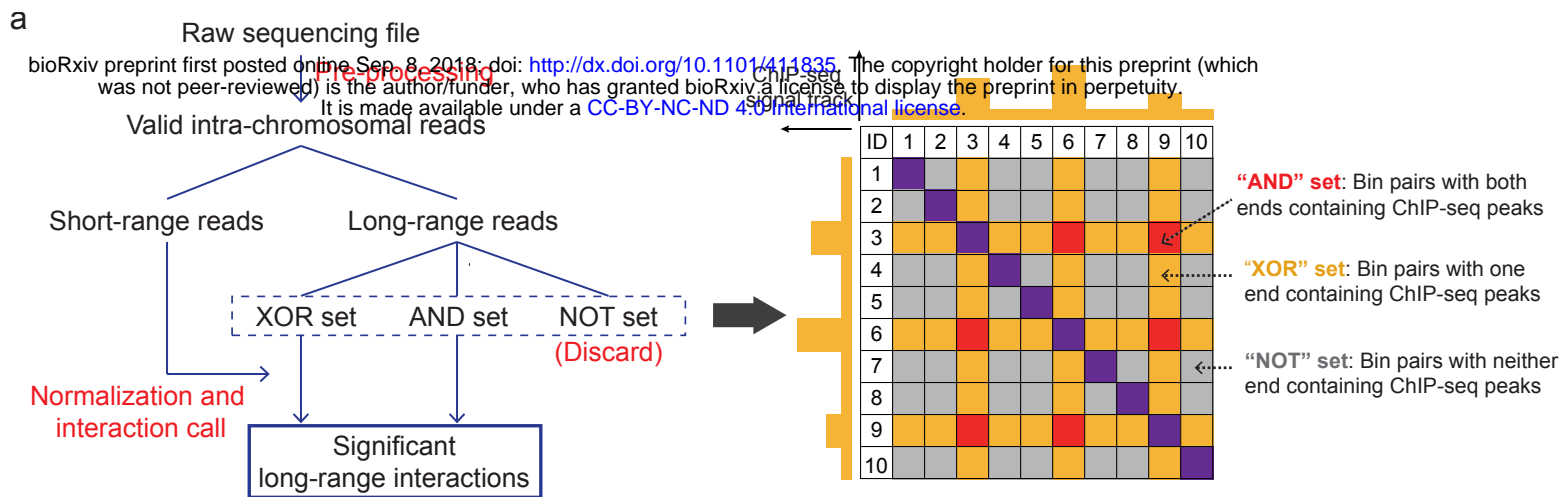 a
Raw sequencing file
bioRxiv preprint first posted online Sep. 8, 2018; doi: http://dx.doi.org/10.1101/411835. The copyright holder for this preprint (which
was not peer-reviewed) is the author/funder, who has granted bioRxiv a license to display the preprint in perpetuity.
It is made available under a CC-BY-NC-ND 4.0 International license.
Pre-processing
Valid intra-chromosomal reads
Short-range reads
Long-range reads
XOR set
AND set
NOT set
(Discard)
Normalization and
interaction call
Significant
long-range interactions
ChIP-seq
signal track
ID 1 2 3 4 5 6 7 8 9 10
1
2
3
4
5
6
7
8
9
10
“AND” set: Bin pairs with both
ends containing ChIP-seq peaks
“XOR” set: Bin pairs with one
end containing ChIP-seq peaks
“NOT” set: Bin pairs with neither
end containing ChIP-seq peaks